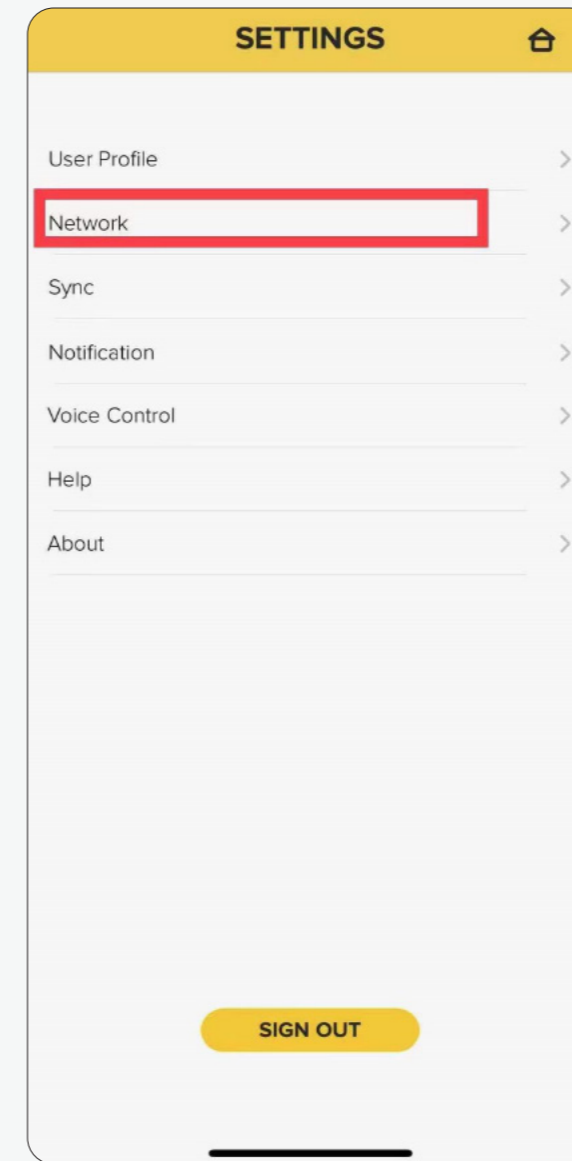 SETTINGS
User Profile
Network
Sync
Notification
Voice Control
Help
About
SIGN OUT